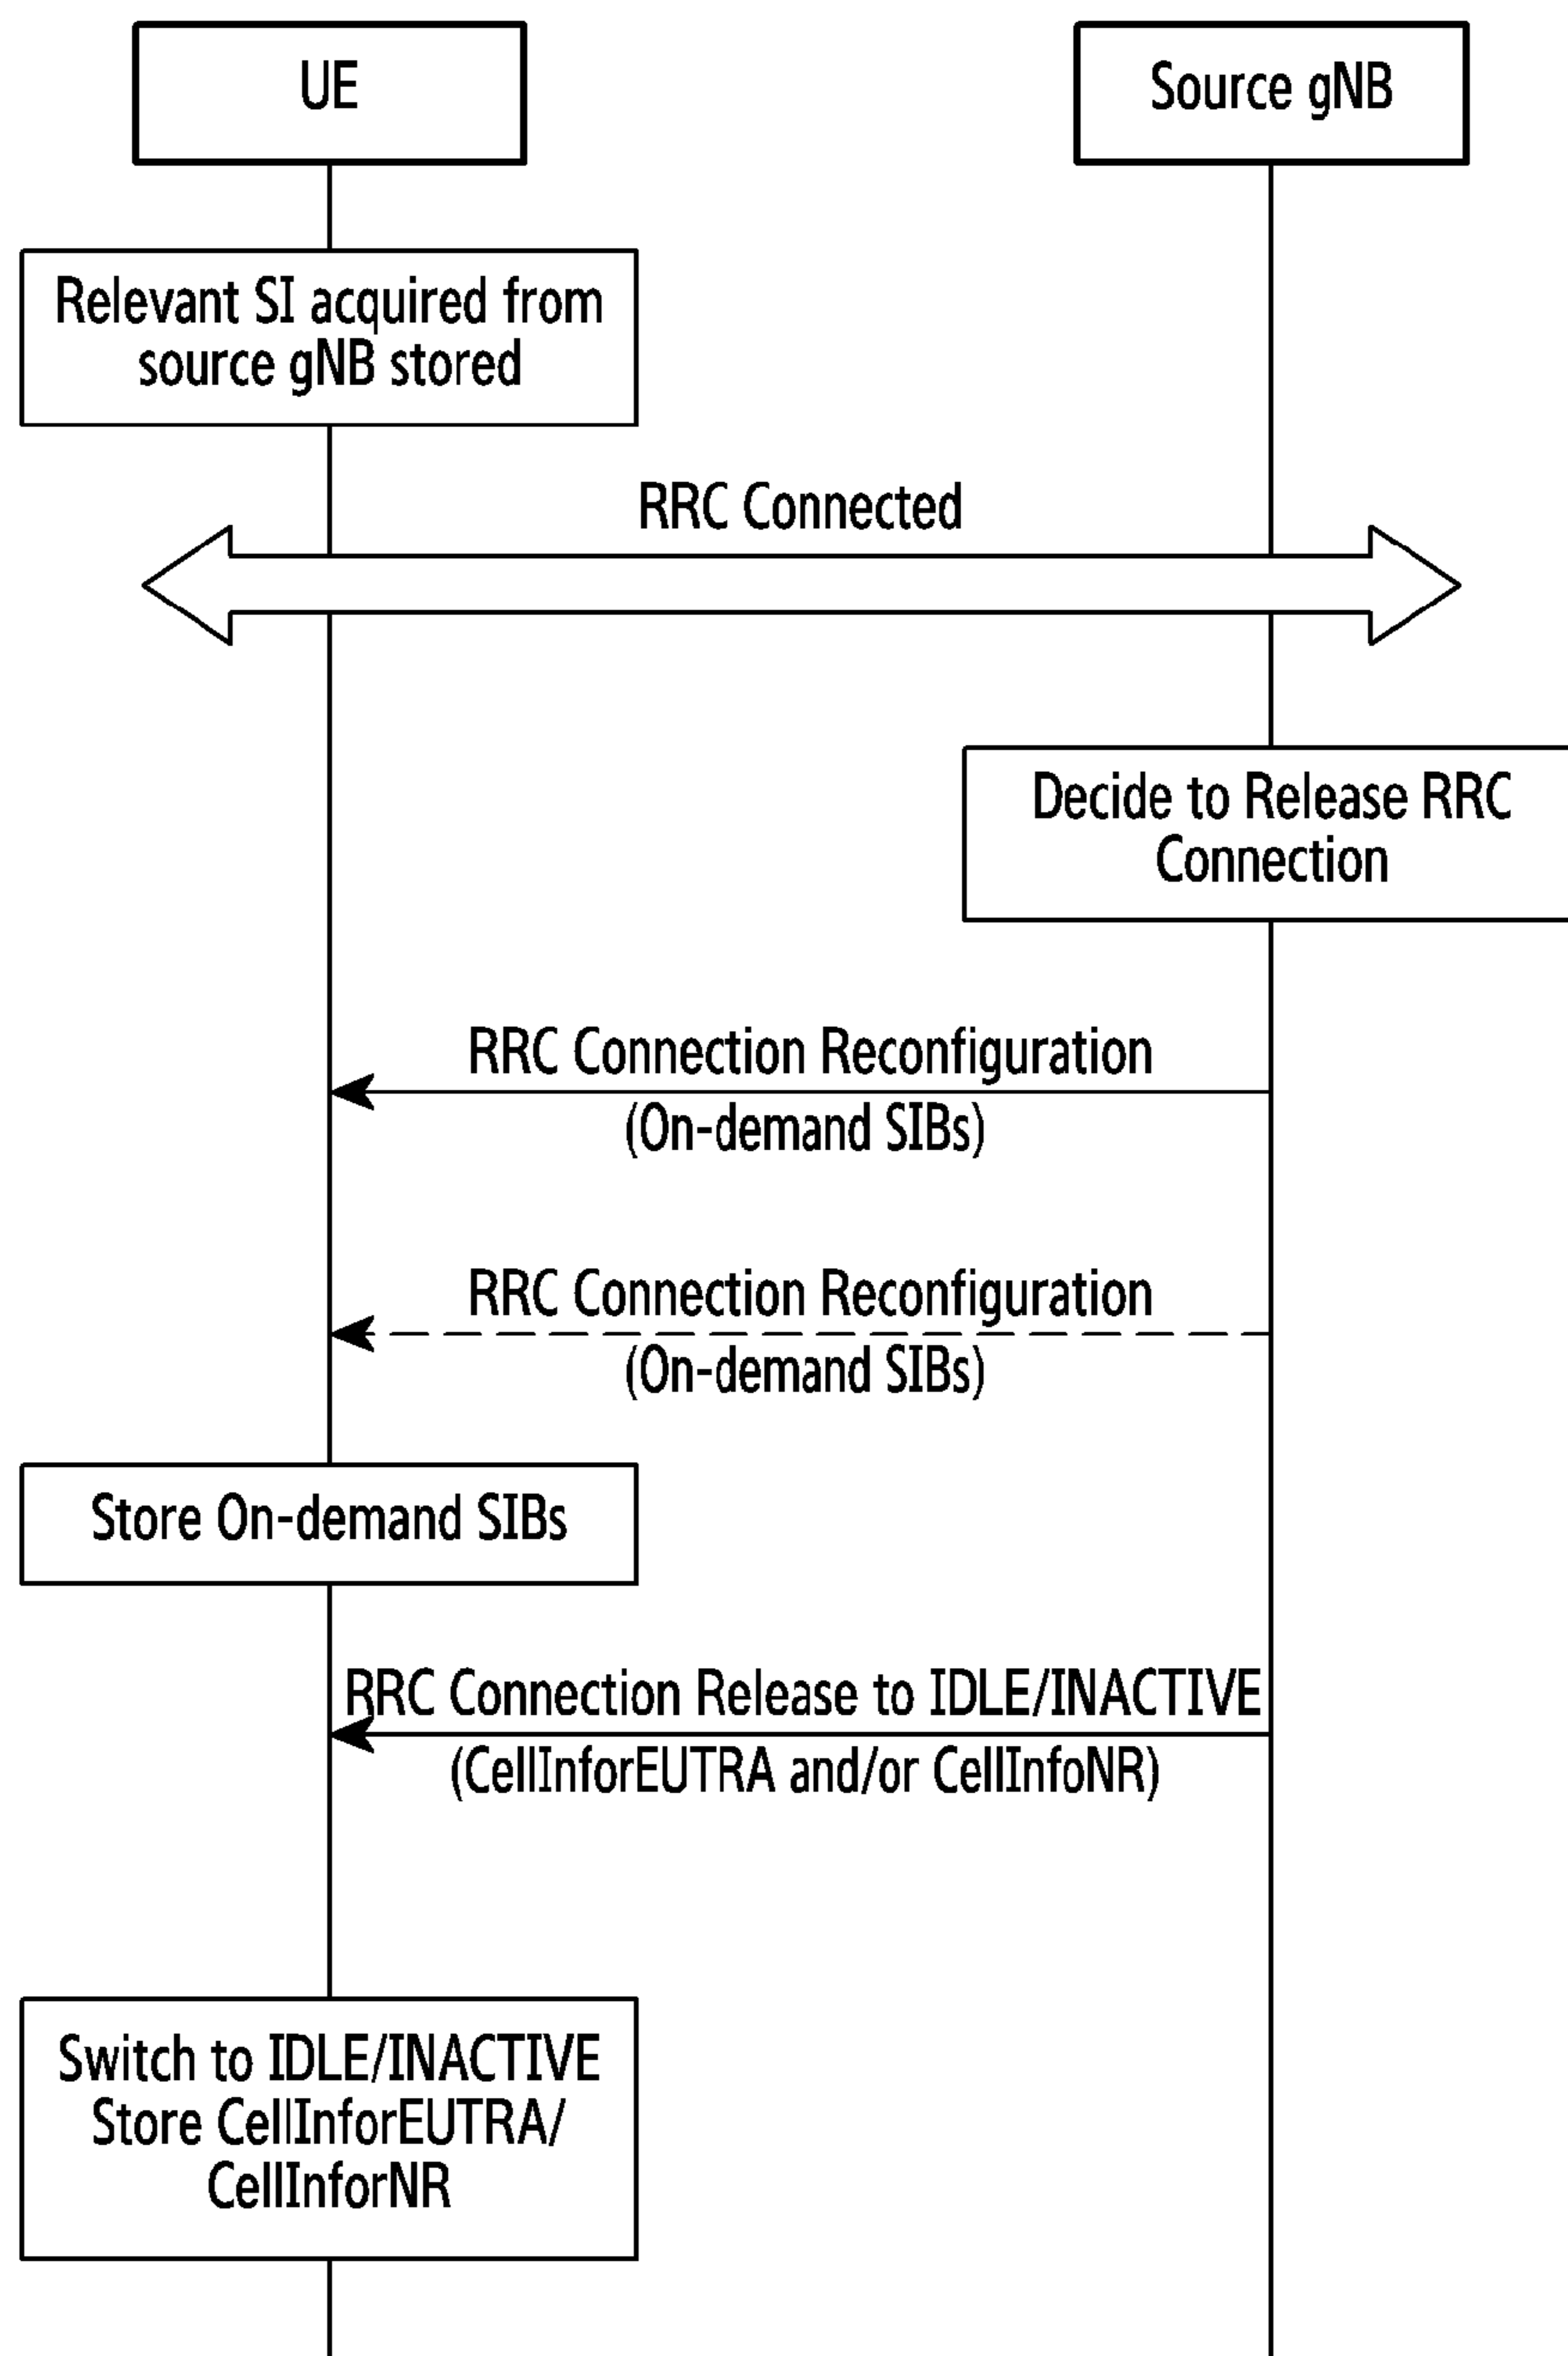 UE
Source gNB
Relevant SI acquired from
source gNB stored
RRC Connected
Decide to Release RRC
Connection
RRC Connection Reconfiguration
(On-demand SIBs)
RRC Connection Reconfiguration
(On-demand SIBs)
Store On-demand SIBs
RRC Connection Release to IDLE/INACTIVE
(CellInforEUTRA and/or CellInfoNR)
Switch to IDLE/INACTIVE
Store CellInforEUTRA/
CellInforNR